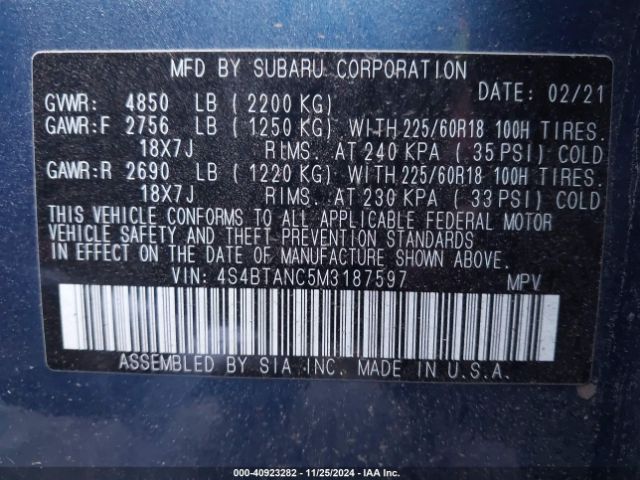 MFD BY SUBARU CORPORATION
DATE: 02/21
GVWR: 4850 LB ( 2200 KG)
GAWR:F 2756 LB ( 1250 KG) WITH 225/60R18 100H TIRES.
18X7J RIMS. AT 240 KPA ( 35 PSI) COLD
GAWR:R 2690 LB ( 1220 KG) WITH 225/60R18 100H TIRES.
18X7J RIMS. AT 230 KPA ( 33 PSI) COLD
THIS VEHICLE CONFORMS TO ALL APPLICABLE FEDERAL MOTOR
VEHICLE SAFETY AND THEFT PREVENTION STANDARDS
IN EFFECT ON THE DATE OF MANUFACTURE SHOWN ABOVE.
VIN: 4S4BTANC5M3187597 MPV
ASSEMBLED BY SIA INC. MADE IN U.S.A.
000-40923282 - 11/25/2024 - IAA Inc.